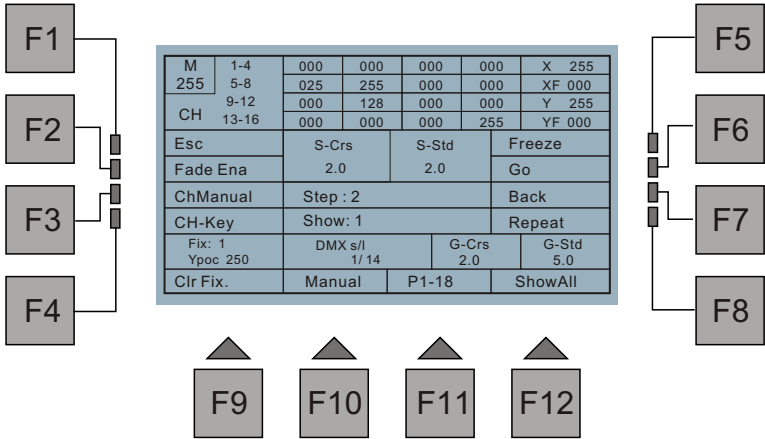 F1
F2
F3
F4
M 1-4 000 000 000 000 X 255
255 5-8 025 255 000 000 XF 000
9-12 000 128 000 000 Y 255
CH 13-16 000 000 000 255 YF 000
Esc S-Crs S-Std Freeze
Fade Ena 2.0 2.0 Go
ChManual Step : 2 Back
CH-Key Show: 1 Repeat
Fix: 1 DMX s/l G-Crs G-Std
Ypoc 250 1/ 14 2.0 5.0
Clr Fix. Manual P1-18 ShowAll
F5
F6
F7
F8
F9 F10 F11 F12